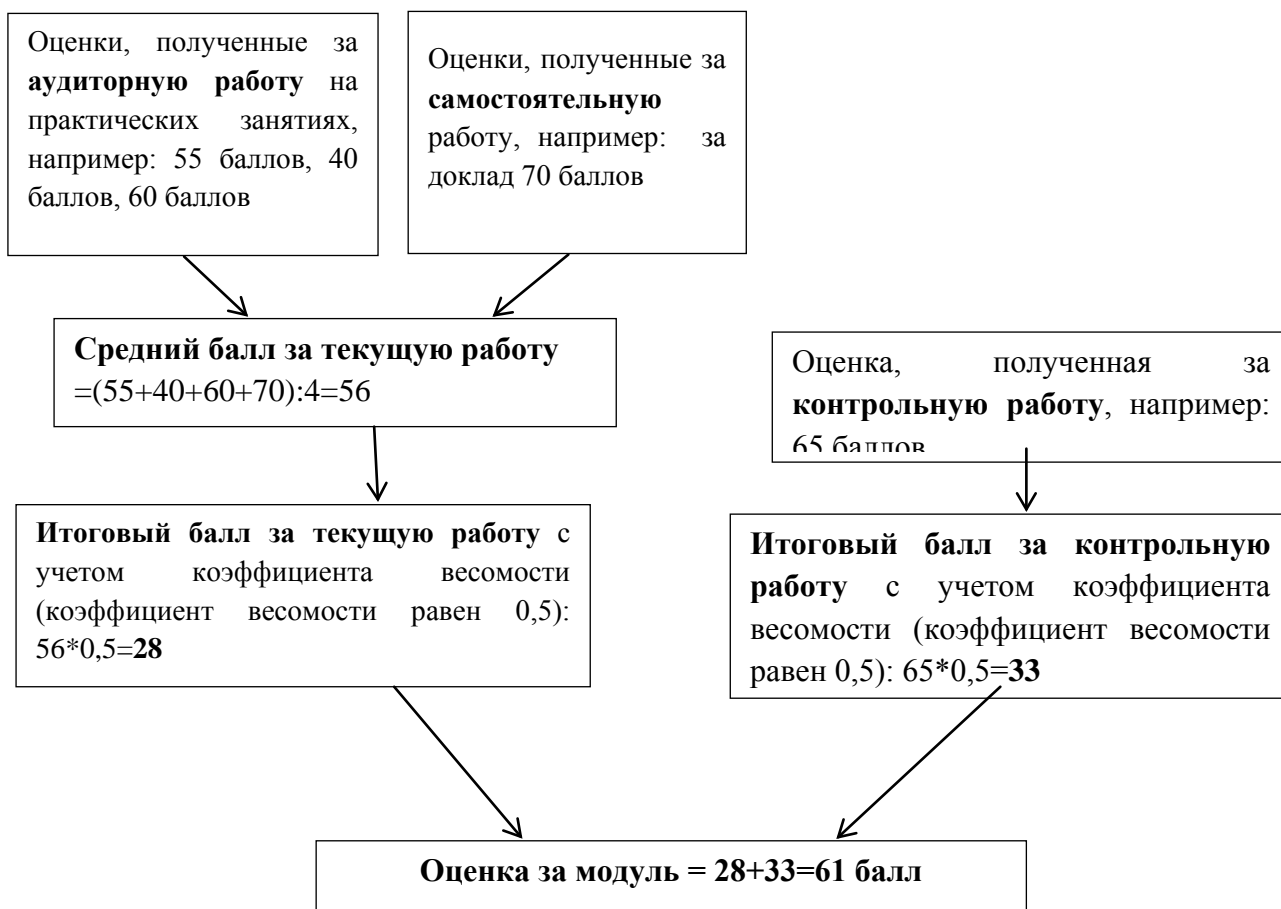 Оценки, полученные за
аудиторную работу на
практических занятиях,
например: 55 баллов, 40
баллов, 60 баллов
Оценки, полученные за
самостоятельную
работу, например: за
доклад 70 баллов
Средний балл за текущую работу
=(55+40+60+70):4=56
Оценка, полученная за
контрольную работу, например:
65 баллов
Итоговый балл за текущую работу с
учетом коэффициента весомости
(коэффициент весомости равен 0,5):
56*0,5=28
Итоговый балл за контрольную
работу с учетом коэффициента
весомости (коэффициент весомости
равен 0,5): 65*0,5=33
Оценка за модуль = 28+33=61 балл